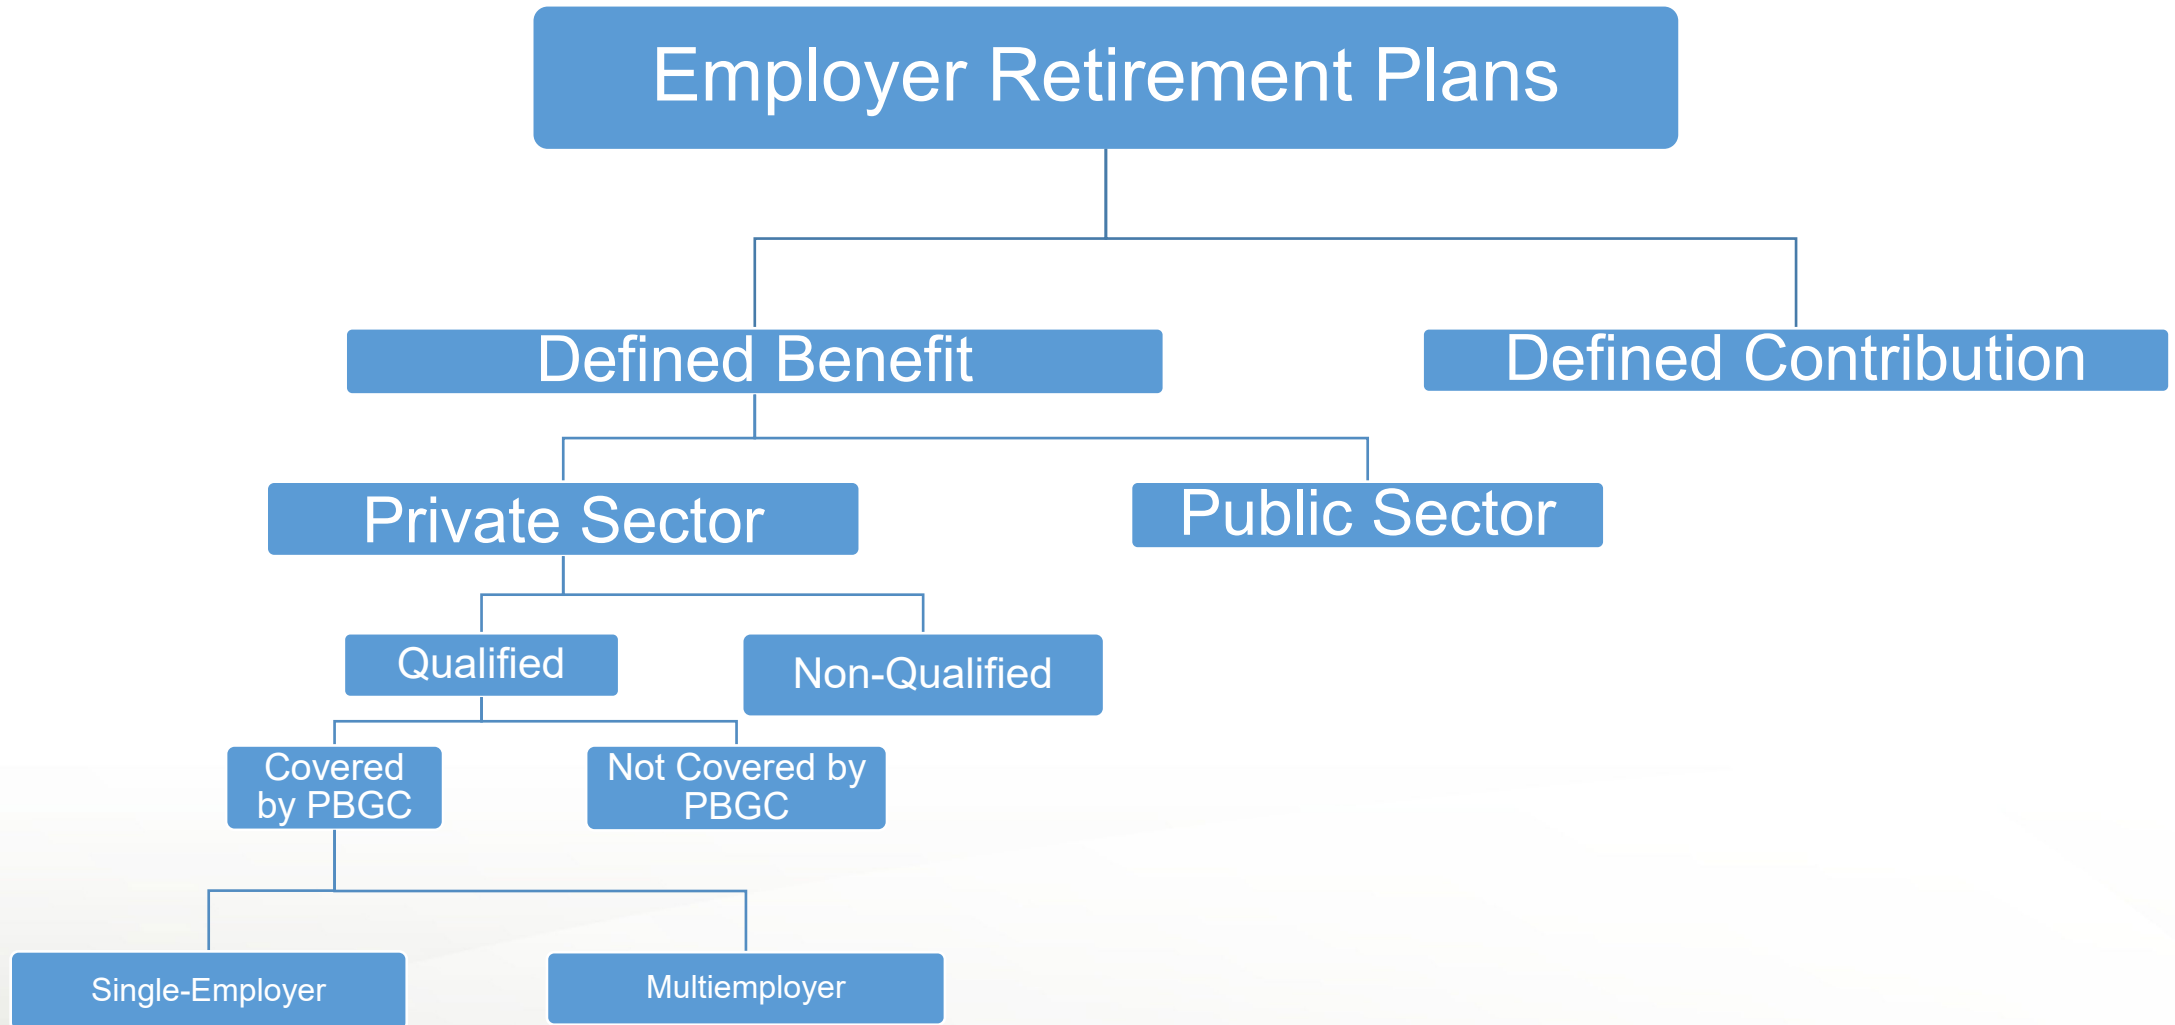 Employer Retirement Plans
Defined Benefit
Defined Contribution
Private Sector
Public Sector
Qualified
Non-Qualified
Covered
by PBGC
Not Covered by
PBGC
Single-Employer
Multiemployer